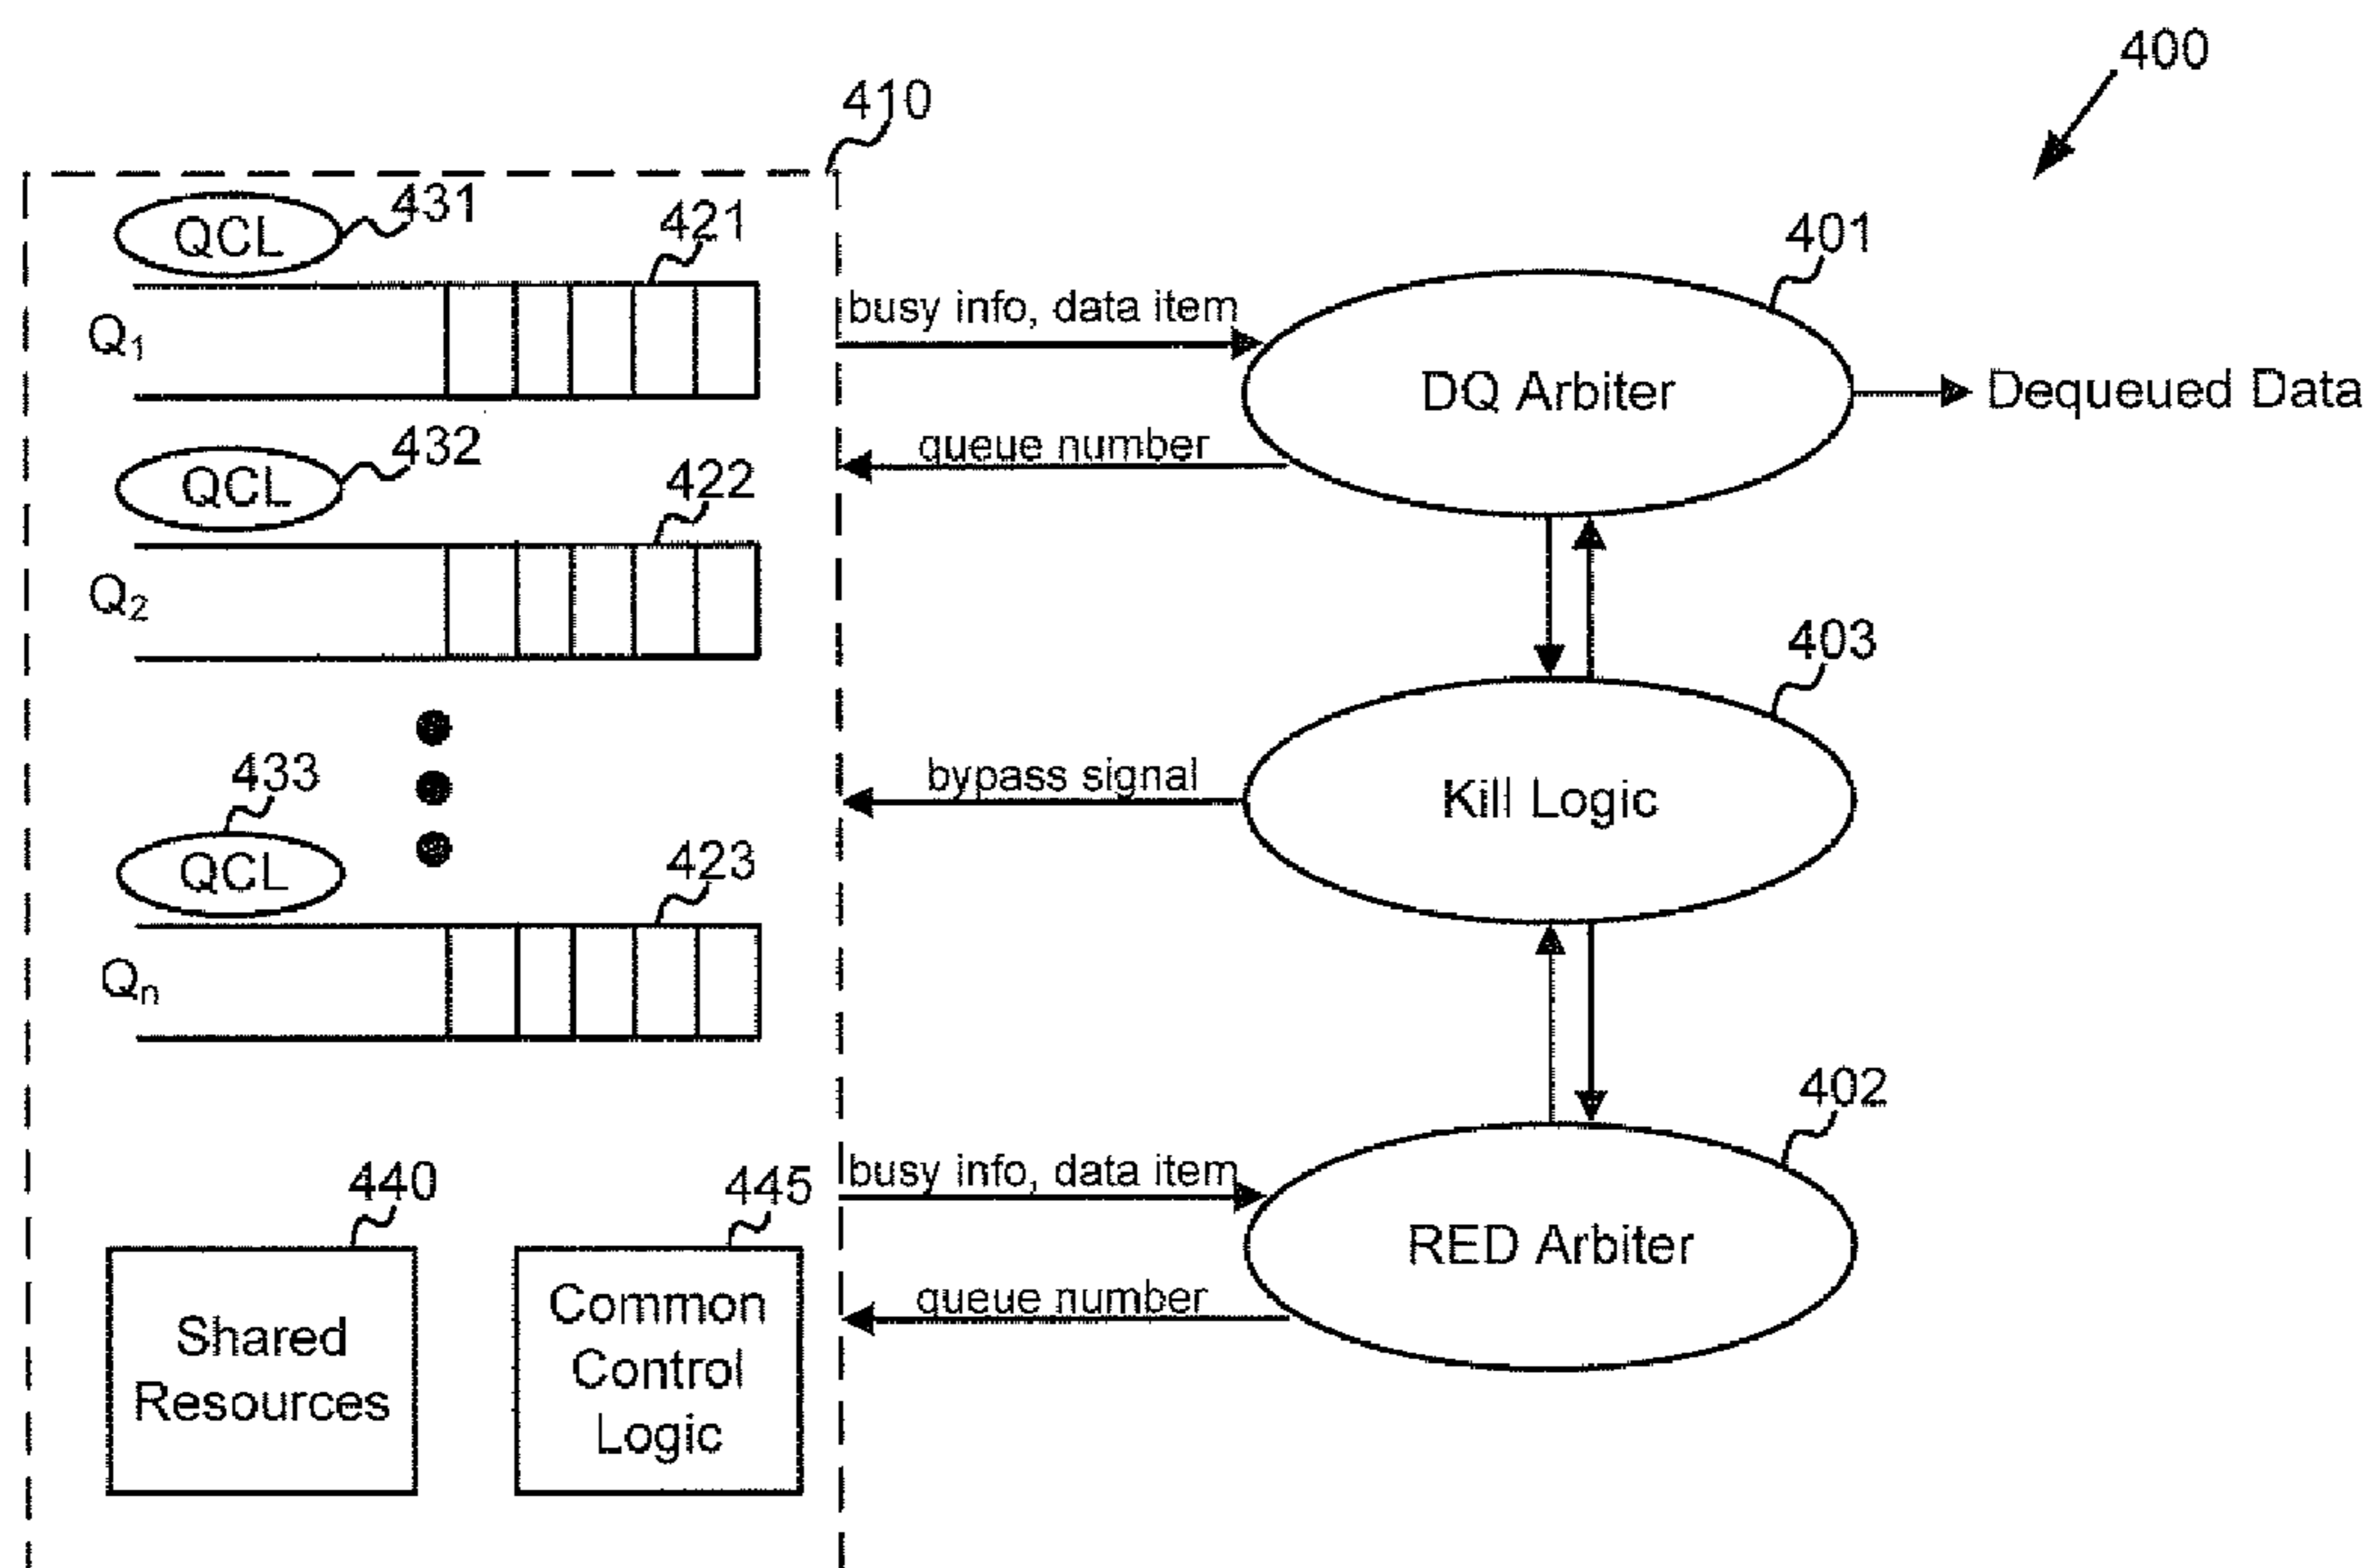 400
410
QCL 431
421
401
busy info, data item
Q1
DQ Arbiter
Dequeued Data
QCL 432
queue number
422
Q2
403
bypass signal
Kill Logic
433
QCL
423
Qn
402
440
445
busy info, data item
RED Arbiter
queue number
Shared
Resources
Common
Control
Logic